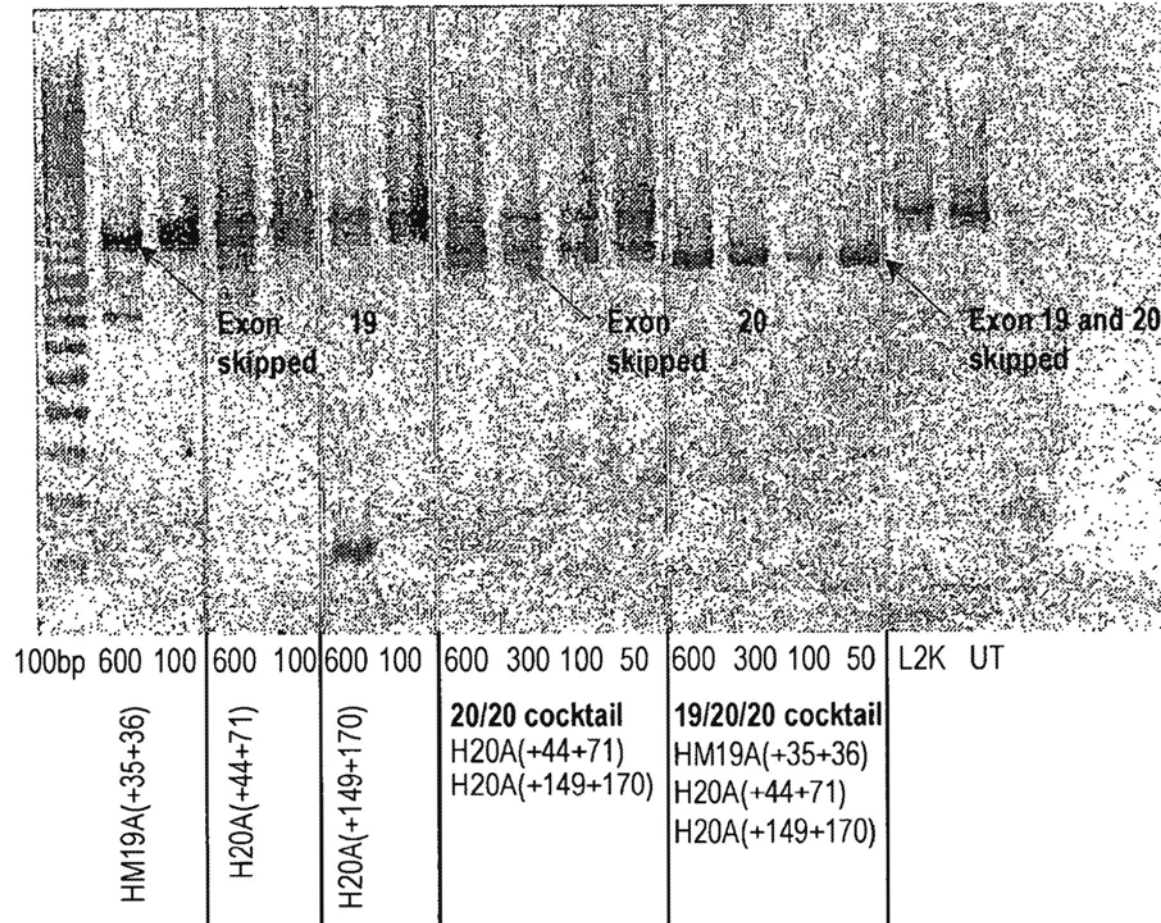 Exon 19
skipped
Exon 20
skipped
Exon 19 and 20
skipped
100bp 600 100 600 100 600 100 600 300 100 50 600 300 100 50 L2K UT
HM19A(+35+36)
H20A(+44+71)
H20A(+149+170)
20/20 cocktail
H20A(+44+71)
H20A(+149+170)
19/20/20 cocktail
HM19A(+35+36)
H20A(+44+71)
H20A(+149+170)